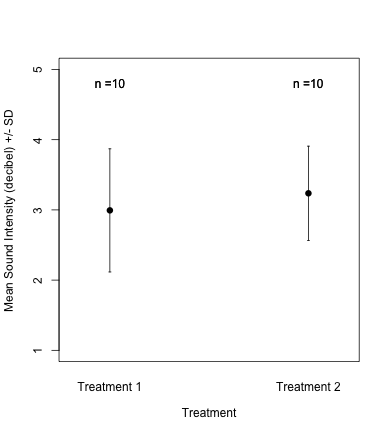 n =10
n =10
5
4
3
2
1
Mean Sound Intensity (decibel) +/- SD
Treatment 1
Treatment 2
Treatment